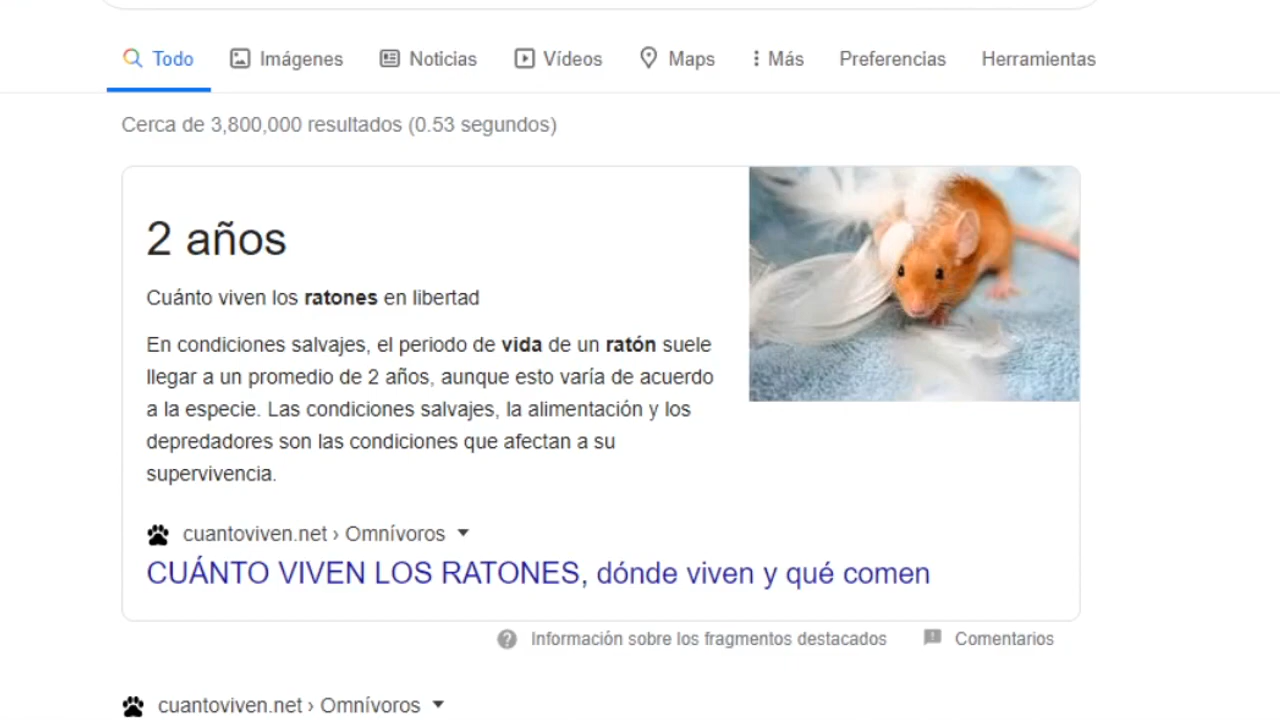 Todo Imágenes Noticias Vídeos Maps Más Preferencias Herramientas
Cerca de 3,800,000 resultados (0.53 segundos)
2 años
Cuánto viven los ratones en libertad
En condiciones salvajes, el periodo de vida de un ratón suele
llegar a un promedio de 2 años, aunque esto varía de acuerdo
a la especie. Las condiciones salvajes, la alimentación y los
depredadores son las condiciones que afectan a su
supervivencia.
cuantoviven.net › Omnívoros
CUÁNTO VIVEN LOS RATONES, dónde viven y qué comen
Información sobre los fragmentos destacados Comentarios
cuantoviven.net › Omnívoros